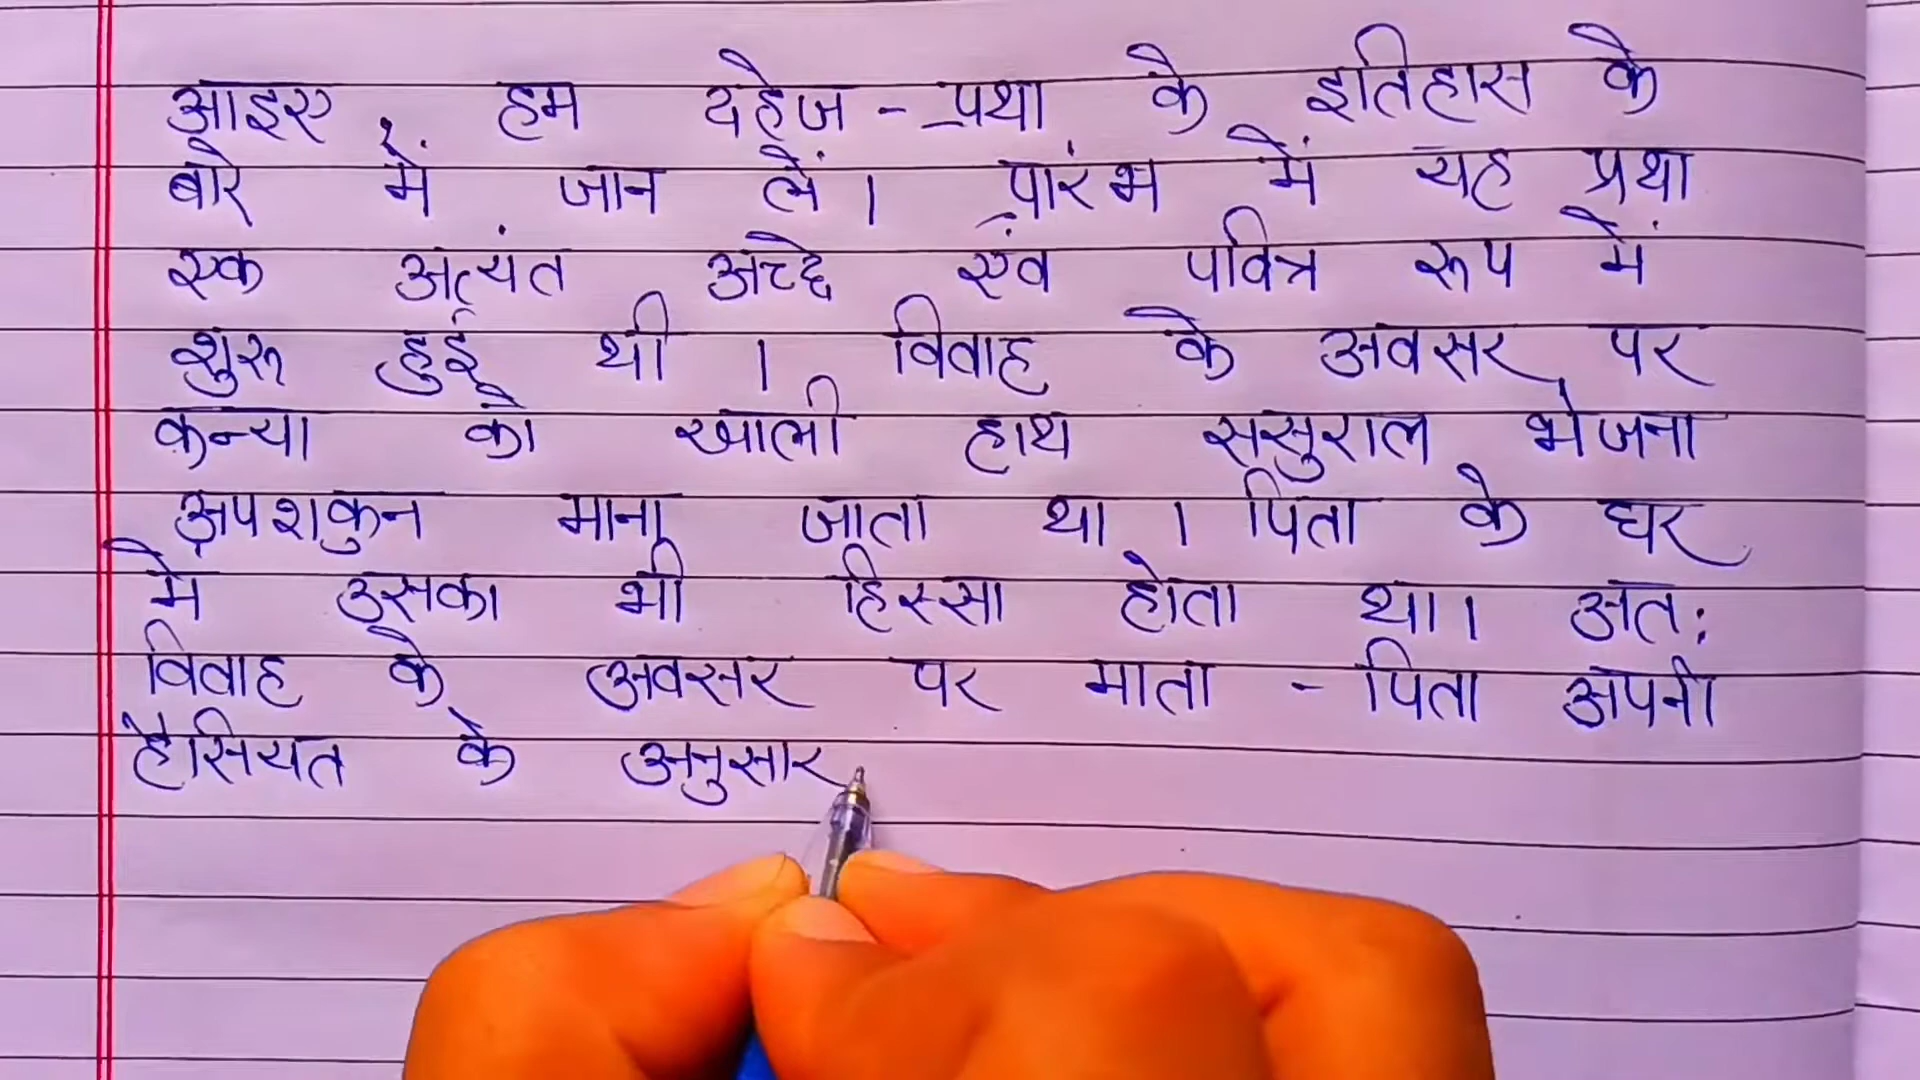 आइए, हम दहेज - प्रथा के इतिहास के
बारे में जान लें। प्रारंभ में यह प्रथा
एक अत्यंत अच्छे एंव पवित्र रूप में
शुरू हुई थी । विवाह के अवसर पर
कन्या को खाली हाथ ससुराल भेजना
अपशकुन माना जाता था । पिता के घर
मे उसका भी हिस्सा होता था। अतः
विवाह के अवसर पर माता - पिता अपनी
हैसियत के अनुसार